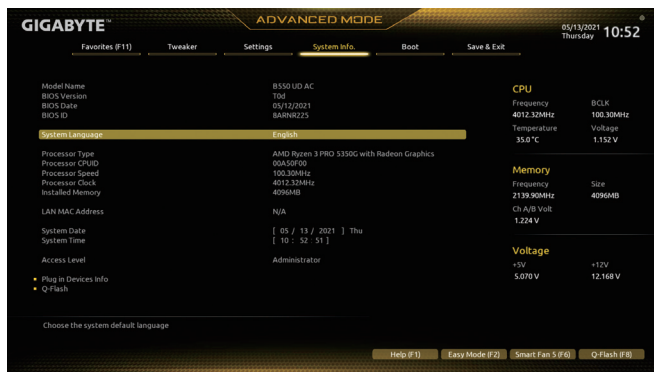 GIGABYTE™
ADVANCED MODE
05/13/2021
Thursday
10:52
Favorites (F11) Tweaker Settings System Info. Boot Save & Exit
Model Name B550 UD AC
BIOS Version T0d
BIOS Date 05/12/2021
BIOS ID 8ARNR225
System Language English
Processor Type AMD Ryzen 3 PRO 5350G with Radeon Graphics
Processor CPUID 00A50F00
Processor Speed 100.30MHz
Processor Clock 4012.32MHz
Installed Memory 4096MB
LAN MAC Address N/A
System Date [ 05 / 13 / 2021 ] Thu
System Time [ 10 : 52 : 51 ]
Access Level Administrator
Plug in Devices Info
Q-Flash
Choose the system default language
CPU
Frequency BCLK
4012.32MHz 100.30MHz
Temperature Voltage
35.0 °C 1.152 V
Memory
Frequency Size
2139.90MHz 4096MB
Ch A/B Volt
1.224 V
Voltage
+5V +12V
5.070 V 12.168 V
Help (F1) Easy Mode (F2) Smart Fan 5 (F6) Q-Flash (F8)